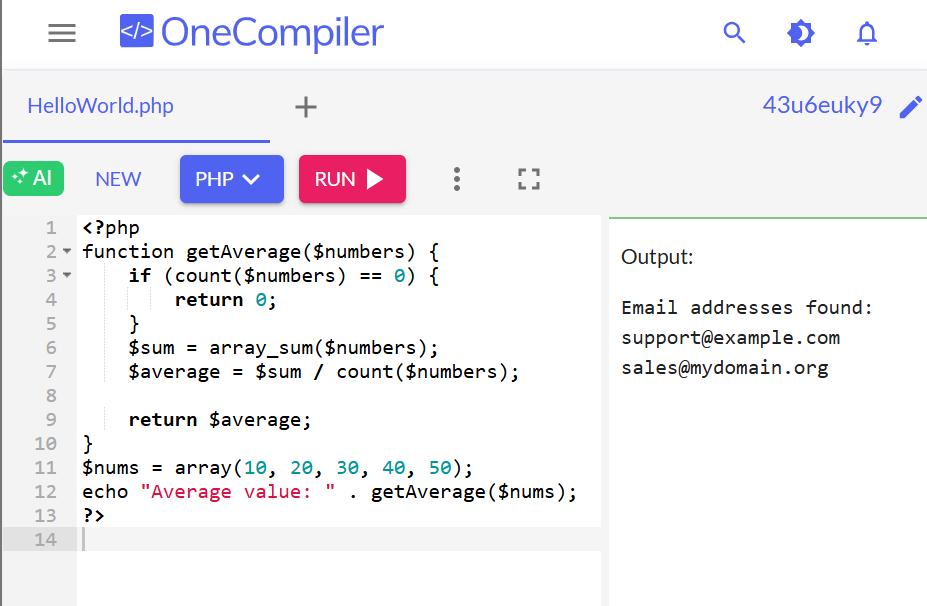 </> OneCompiler
HelloWorld.php +
43u6euky9
AI NEW PHP RUN
1 <?php
2 function getAverage($numbers) {
3     if (count($numbers) == 0) {
4         return 0;
5     }
6     $sum = array_sum($numbers);
7     $average = $sum / count($numbers);
8
9     return $average;
10 }
11 $nums = array(10, 20, 30, 40, 50);
12 echo "Average value: " . getAverage($nums);
13 ?>
14
Output:
Email addresses found:
support@example.com
sales@mydomain.org